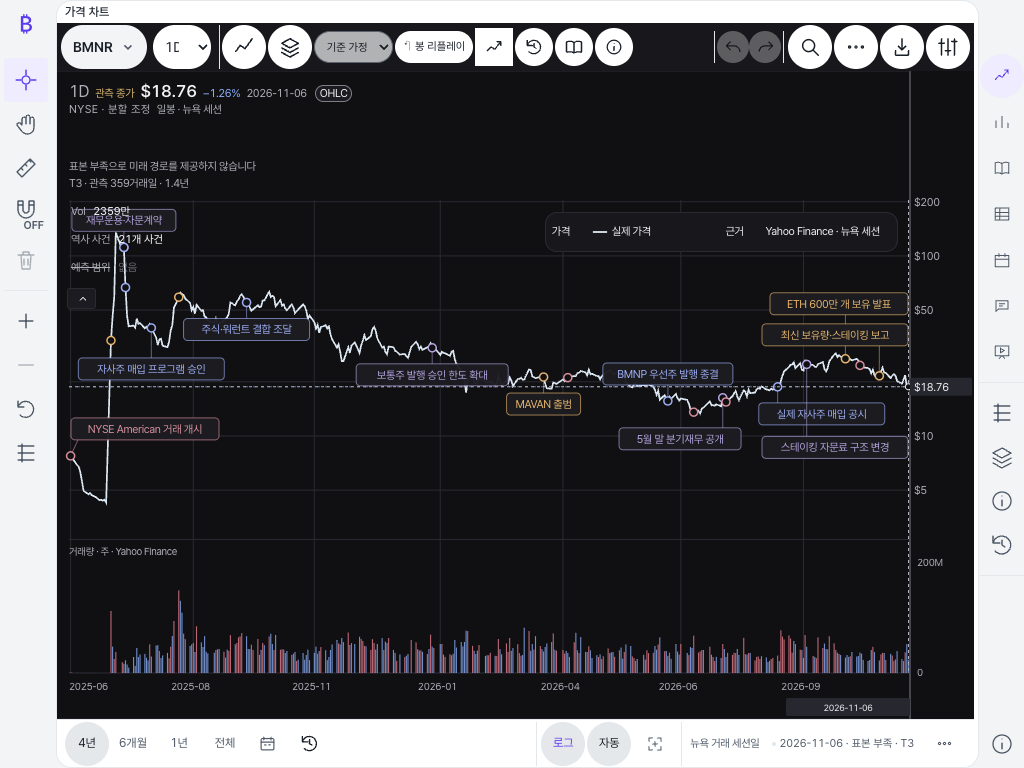 가격 차트
BMNR
1D
기준 가정
봉 리플레이
1D 관측 종가 $18.76 −1.26% 2026-11-06 OHLC
NYSE · 분할 조정 일봉 · 뉴욕 세션
표본 부족으로 미래 경로를 제공하지 않습니다
T3 · 관측 359거래일 · 1.4년
Vol 2359만
재무운용·자문계약
역사 사건 21개 사건
예측 범위 없음
가격 실제 가격 근거 Yahoo Finance · 뉴욕 세션
$200
$100
$50
$18.76
$10
$5
ETH 600만 개 보유 발표
최신 보유량·스테이킹 보고
주식·워런트 결합 조달
자사주 매입 프로그램 승인
보통주 발행 승인 한도 확대
BMNP 우선주 발행 종결
MAVAN 출범
실제 자사주 매입 공시
NYSE American 거래 개시
5월 말 분기재무 공개
스테이킹 자문료 구조 변경
OFF
거래량 · 주 · Yahoo Finance
200M
0
2025-06 2025-08 2025-11 2026-01 2026-04 2026-06 2026-09
2026-11-06
4년 6개월 1년 전체 로그 자동 뉴욕 거래 세션일 2026-11-06 · 표본 부족 · T3